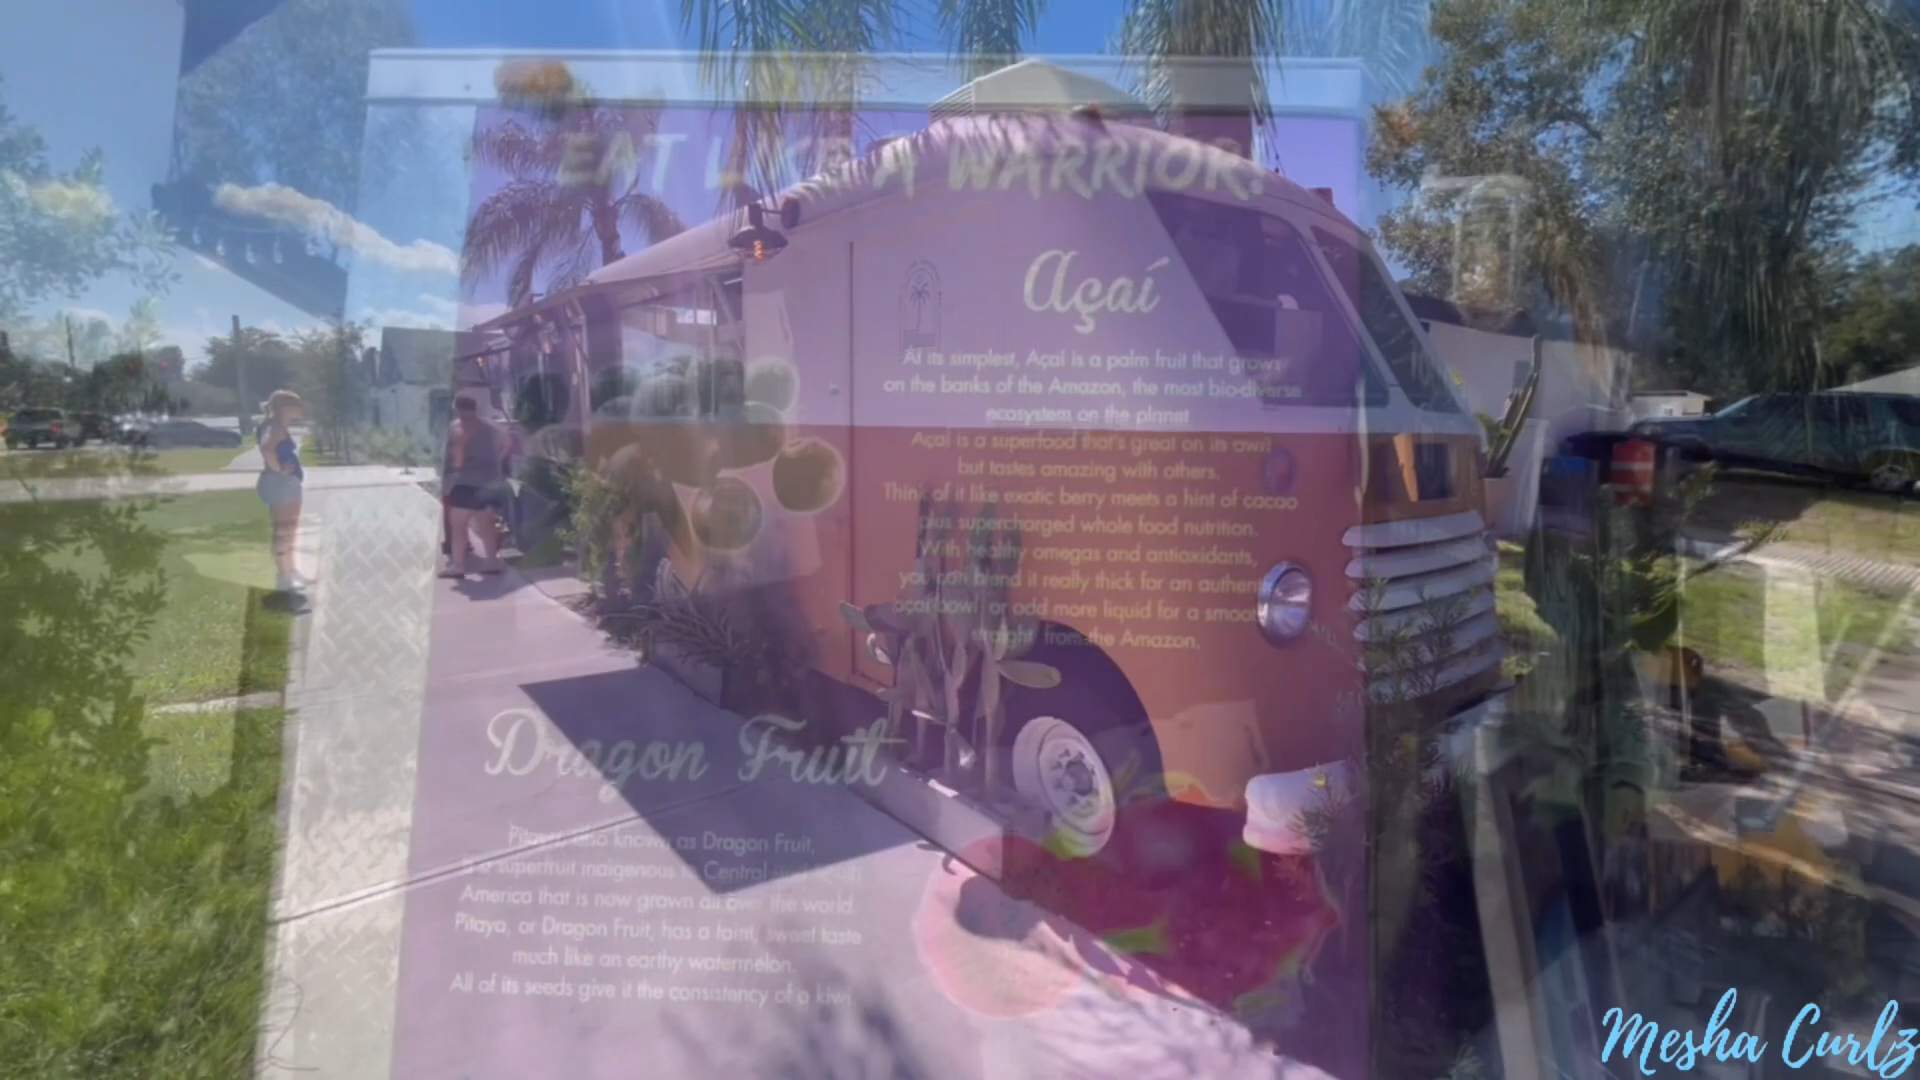 EAT LIKE A WARRIOR.
Açaí
At its simplest, Açaí is a palm fruit that grows
on the banks of the Amazon, the most bio-diverse
ecosystem on the planet
Açaí is a superfood that's great on its own
but tastes amazing with others.
Think of it like exotic berry meets a hint of cacao
plus supercharged whole food nutrition.
With healthy omegas and antioxidants,
you can blend it really thick for an authen
açaí bowl, or add more liquid for a smoo
straight from the Amazon.
Dragon Fruit
Pitaya, also known as Dragon Fruit,
is a superfruit indigenous to Central and South
America that is now grown all over the world.
Pitaya, or Dragon Fruit, has a faint, sweet taste
much like an earthy watermelon.
All of its seeds give it the consistency of a kiwi
Mesha Curlz